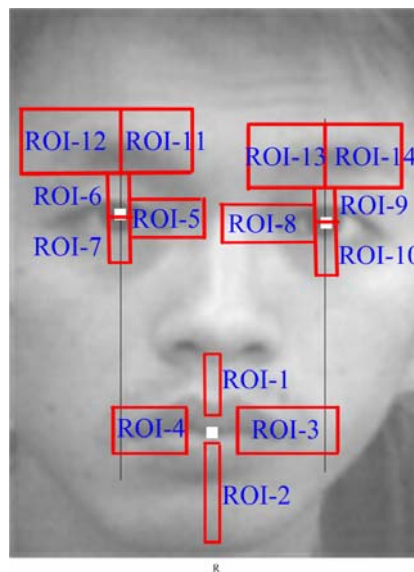 ROI-12 ROI-11 ROI-13 ROI-14
ROI-6 ROI-9
ROI-5 ROI-8
ROI-7 ROI-10
ROI-1
ROI-4 ROI-3
ROI-2
R